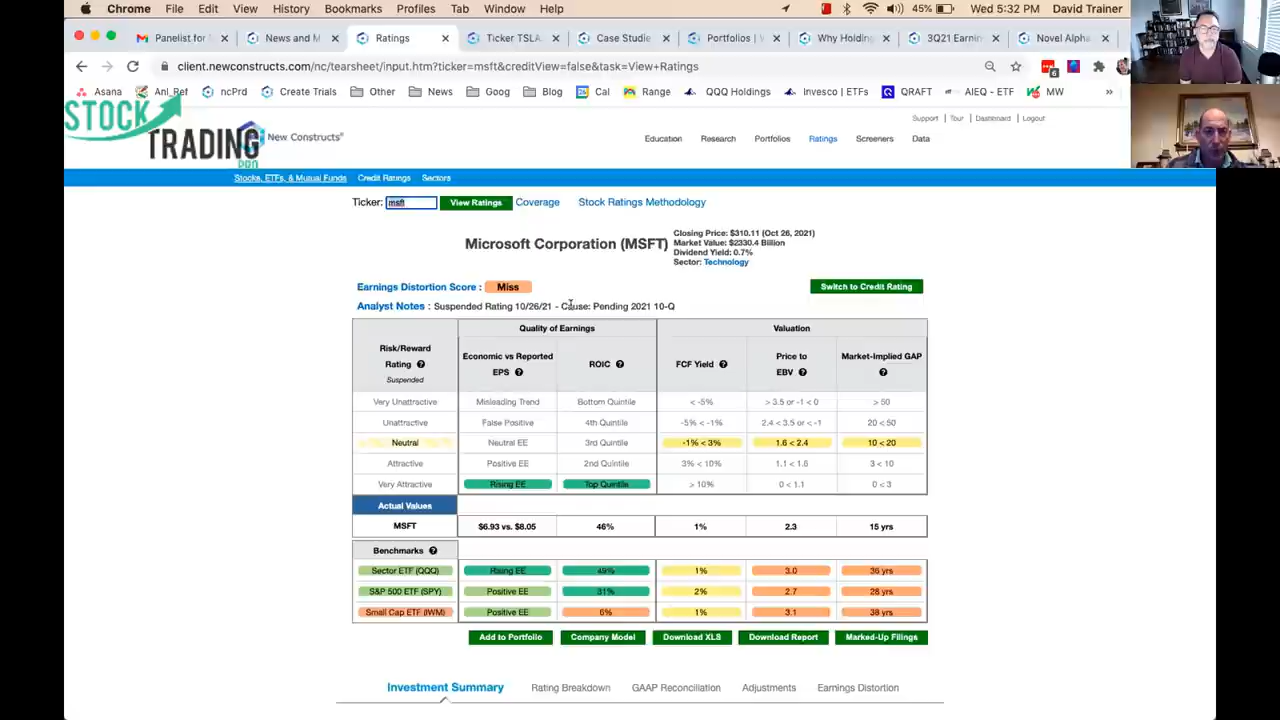 Chrome File Edit View History Bookmarks Profiles Tab Window Help 45% Wed 5:32 PM David Trainer
Panelist for News and M Ratings Ticker TSLA Case Studie Portfolios | Why Holding 3Q21 Earnin Novel Alpha
client.newconstructs.com/nc/tearsheet/input.htm?ticker=msft&creditView=false&task=View+Ratings 6
Asana Anl_Ref ncPrd Create Trials Other News Goog Blog Cal Range QQQ Holdings Invesco | ETFs QRAFT AIEQ - ETF MW »
STOCK
TRADING
PRO
New Constructs®
Support Tour Dashboard Logout
Education Research Portfolios Ratings Screeners Data
Stocks, ETFs, & Mutual Funds Credit Ratings Sectors
Ticker: msft View Ratings Coverage Stock Ratings Methodology
Microsoft Corporation (MSFT)
Closing Price: $310.11 (Oct 26, 2021)
Market Value: $2330.4 Billion
Dividend Yield: 0.7%
Sector: Technology
Earnings Distortion Score : Miss Switch to Credit Rating
Analyst Notes : Suspended Rating 10/26/21 - Cause: Pending 2021 10-Q
Quality of Earnings Valuation
Risk/Reward
Rating ?
Suspended
Economic vs Reported
EPS ?
ROIC ?
FCF Yield ?
Price to
EBV ?
Market-Implied GAP
?
Very Unattractive Misleading Trend Bottom Quintile < -5% > 3.5 or -1 < 0 > 50
Unattractive False Positive 4th Quintile -5% < -1% 2.4 < 3.5 or < -1 20 < 50
Neutral Neutral EE 3rd Quintile -1% < 3% 1.6 < 2.4 10 < 20
Attractive Positive EE 2nd Quintile 3% < 10% 1.1 < 1.6 3 < 10
Very Attractive Rising EE Top Quintile > 10% 0 < 1.1 0 < 3
Actual Values
MSFT $6.93 vs. $8.05 46% 1% 2.3 15 yrs
Benchmarks ?
Sector ETF (QQQ) Rising EE 49% 1% 3.0 36 yrs
S&P 500 ETF (SPY) Positive EE 31% 2% 2.7 28 yrs
Small Cap ETF (IWM) Positive EE 6% 1% 3.1 38 yrs
Add to Portfolio Company Model Download XLS Download Report Marked-Up Filings
Investment Summary Rating Breakdown GAAP Reconciliation Adjustments Earnings Distortion